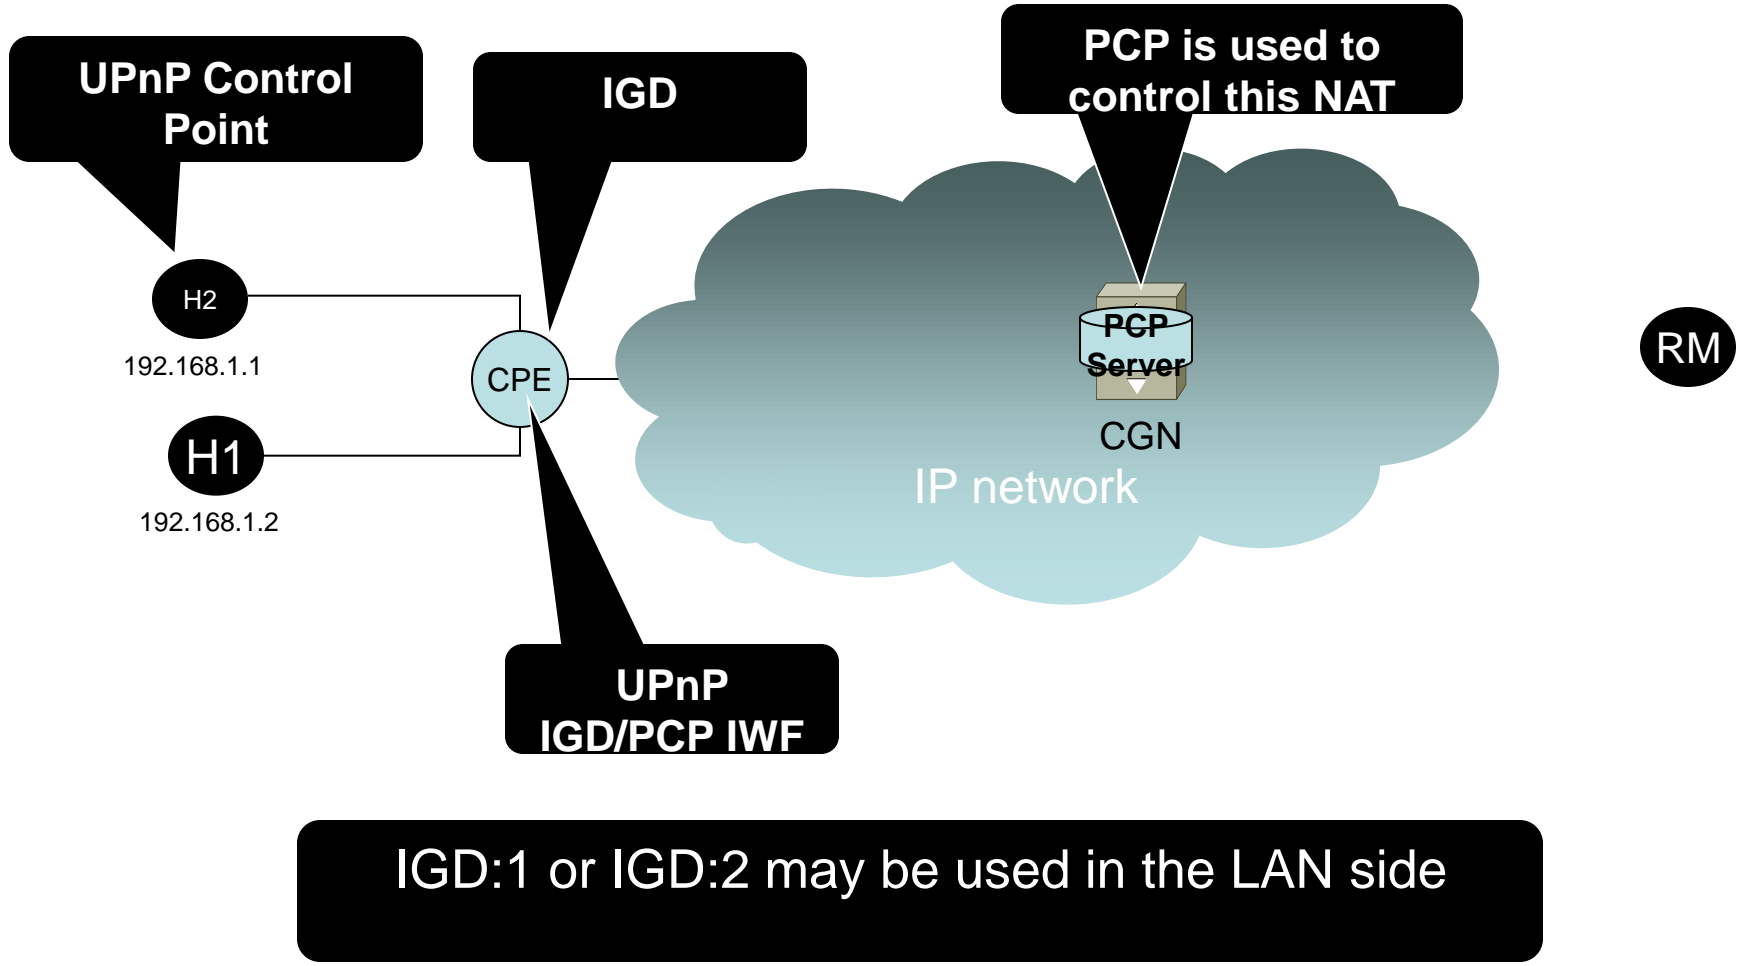 UPnP Control
Point
IGD
PCP is used to
control this NAT
H2
192.168.1.1
CPE
H1
192.168.1.2
PCP
Server
CGN
IP network
RM
UPnP
IGD/PCP IWF
IGD:1 or IGD:2 may be used in the LAN side